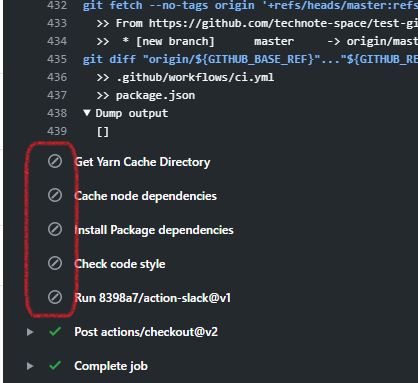 432 git fetch --no-tags origin '+refs/heads/master:refs
433 >> From https://github.com/technote-space/test-gi
434 >> * [new branch] master -> origin/mast
435 git diff "origin/${GITHUB_BASE_REF}"..."${GITHUB_RE
436 >> .github/workflows/ci.yml
437 >> package.json
438 ▼ Dump output
439 []
Get Yarn Cache Directory
Cache node dependencies
Install Package dependencies
Check code style
Run 8398a7/action-slack@v1
Post actions/checkout@v2
Complete job